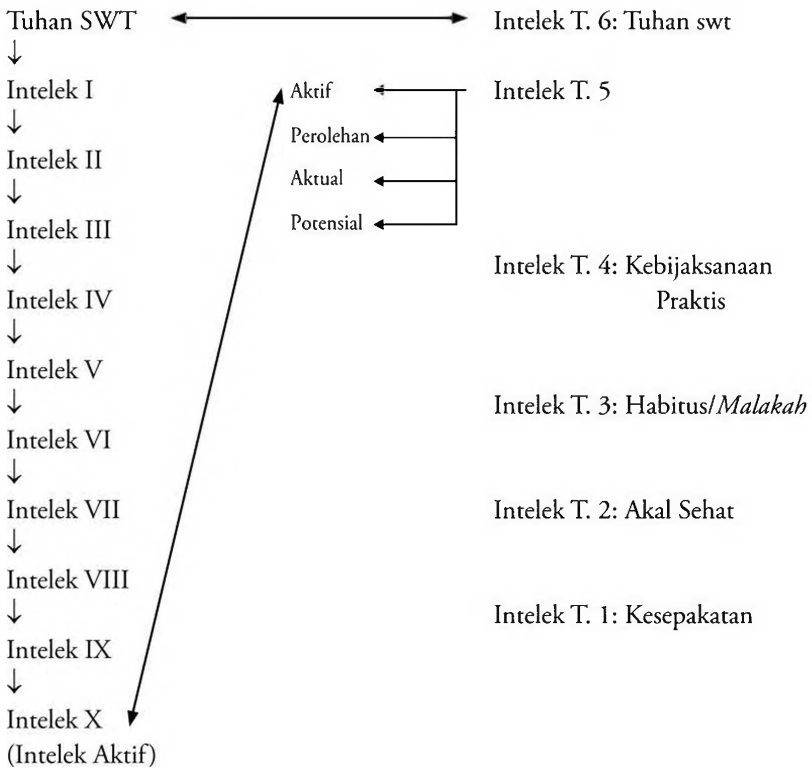 Tuhan SWT
Intelek T. 6: Tuhan swt
Intelek I
Aktif
Intelek T. 5
Perolehan
Intelek II
Aktual
Potensial
Intelek III
Intelek T. 4: Kebijaksanaan
Praktis
Intelek IV
Intelek V
Intelek T. 3: Habitus/Malakah
Intelek VI
Intelek VII
Intelek T. 2: Akal Sehat
Intelek VIII
Intelek T. 1: Kesepakatan
Intelek IX
Intelek X
(Intelek Aktif)